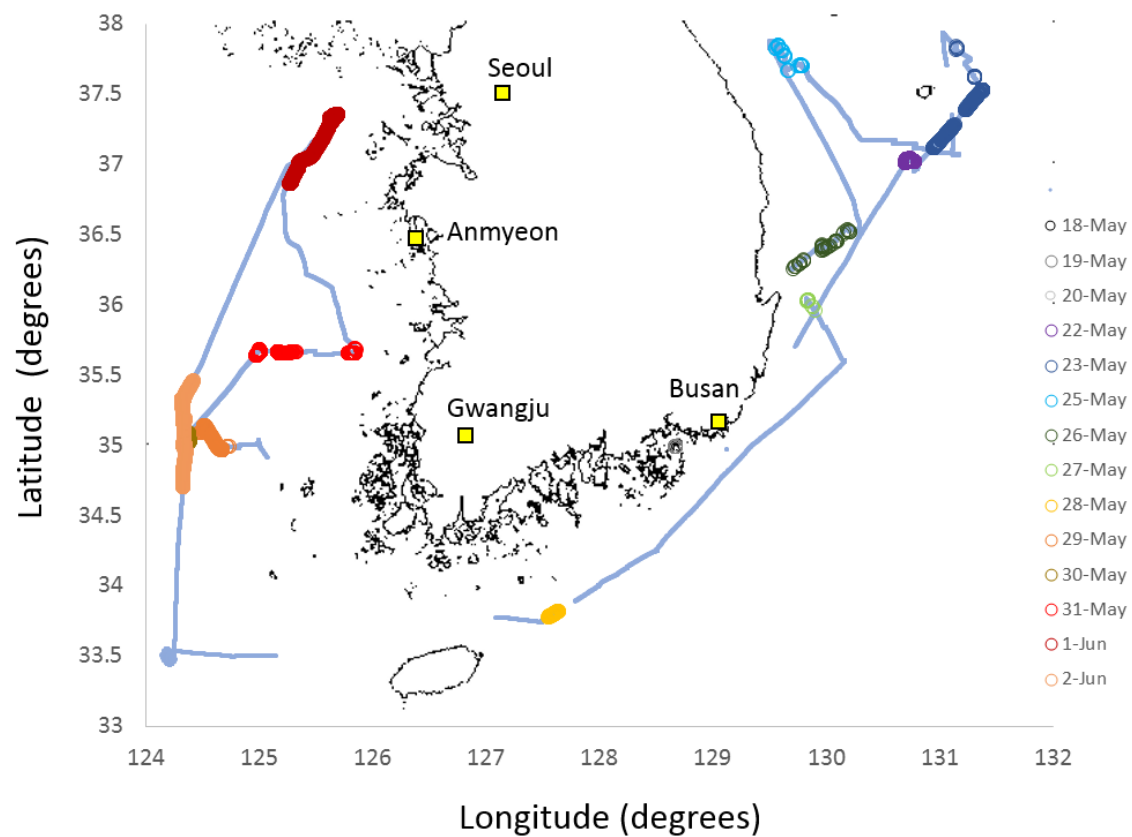 38
37.5
37
36.5
36
35.5
35
34.5
34
33.5
33
Latitude (degrees)
124
125
126
127
128
129
130
131
132
Longitude (degrees)
Seoul
Anmyeon
Gwangju
Busan
18-May
19-May
20-May
22-May
23-May
25-May
26-May
27-May
28-May
29-May
30-May
31-May
1-Jun
2-Jun